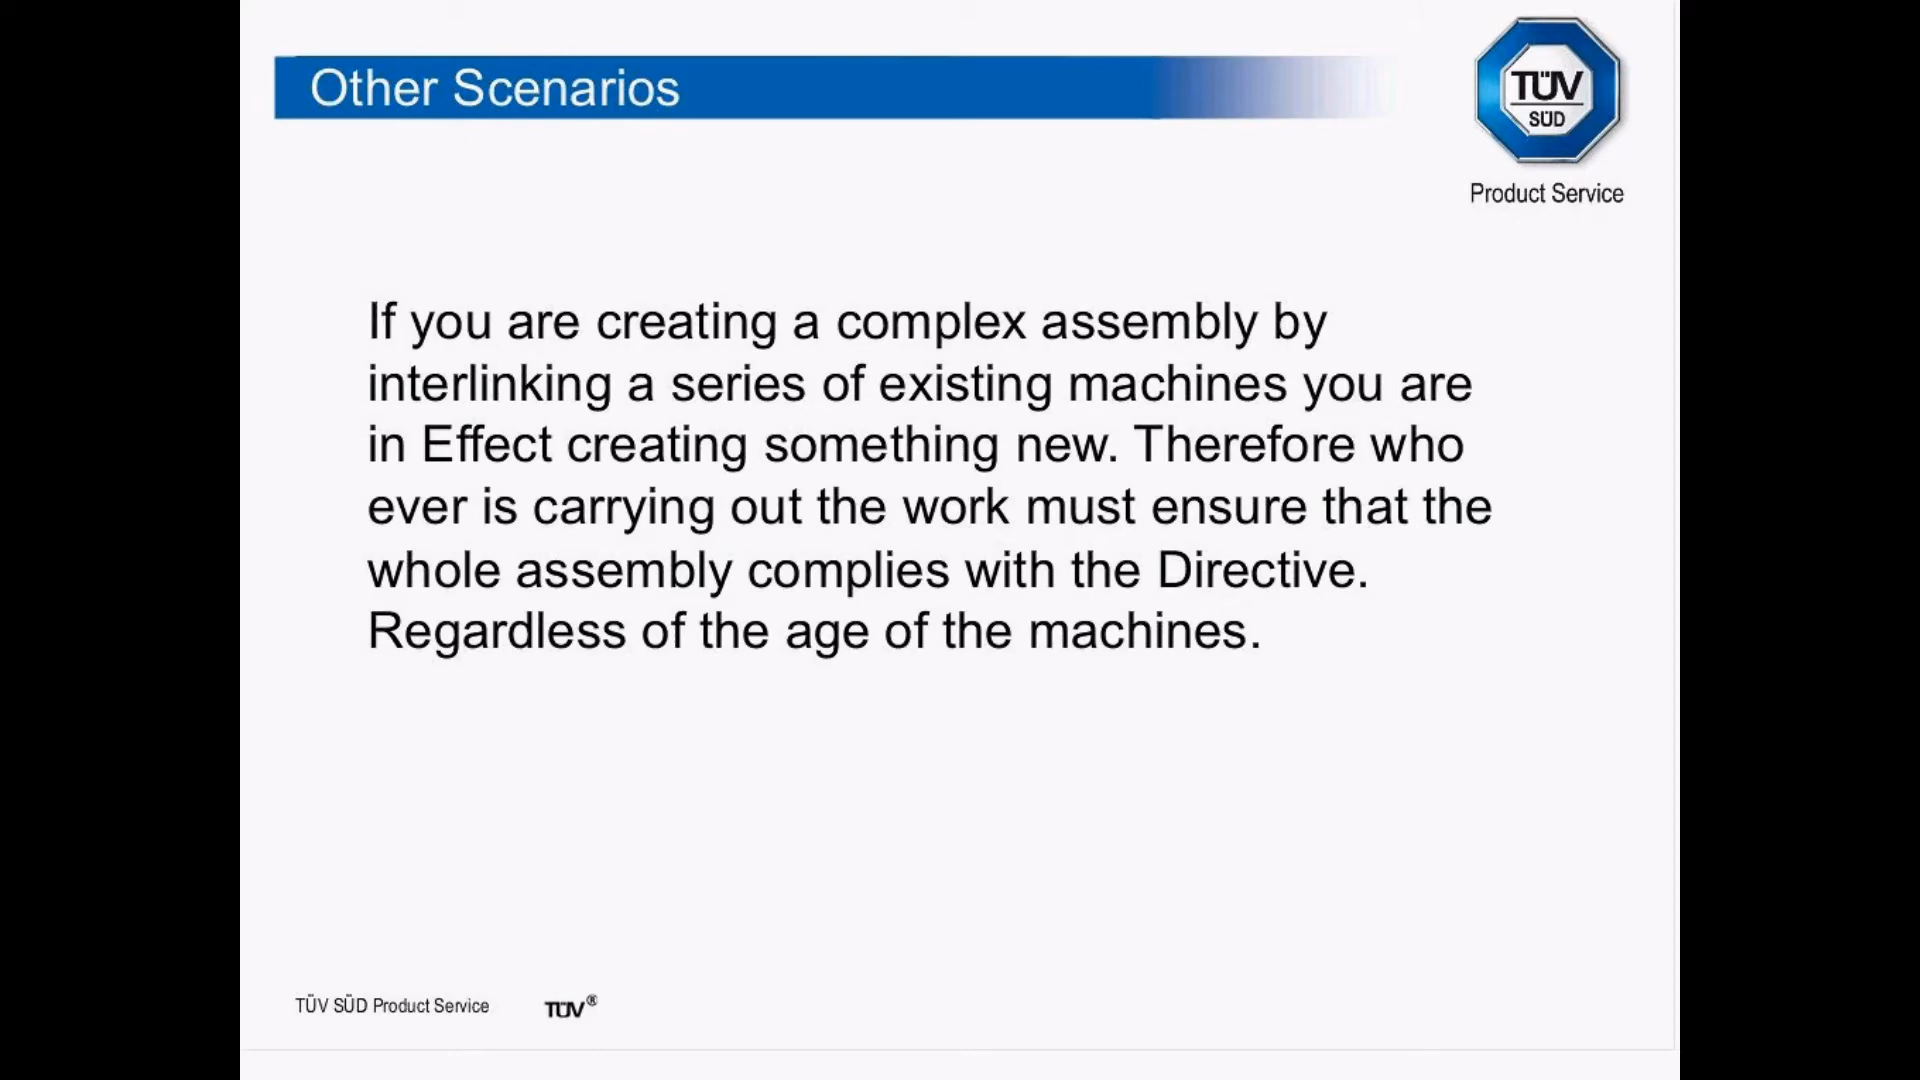 Other Scenarios
TÜV
SÜD
Product Service
If you are creating a complex assembly by
interlinking a series of existing machines you are
in Effect creating something new. Therefore who
ever is carrying out the work must ensure that the
whole assembly complies with the Directive.
Regardless of the age of the machines.
TÜV SÜD Product Service
TÜV®